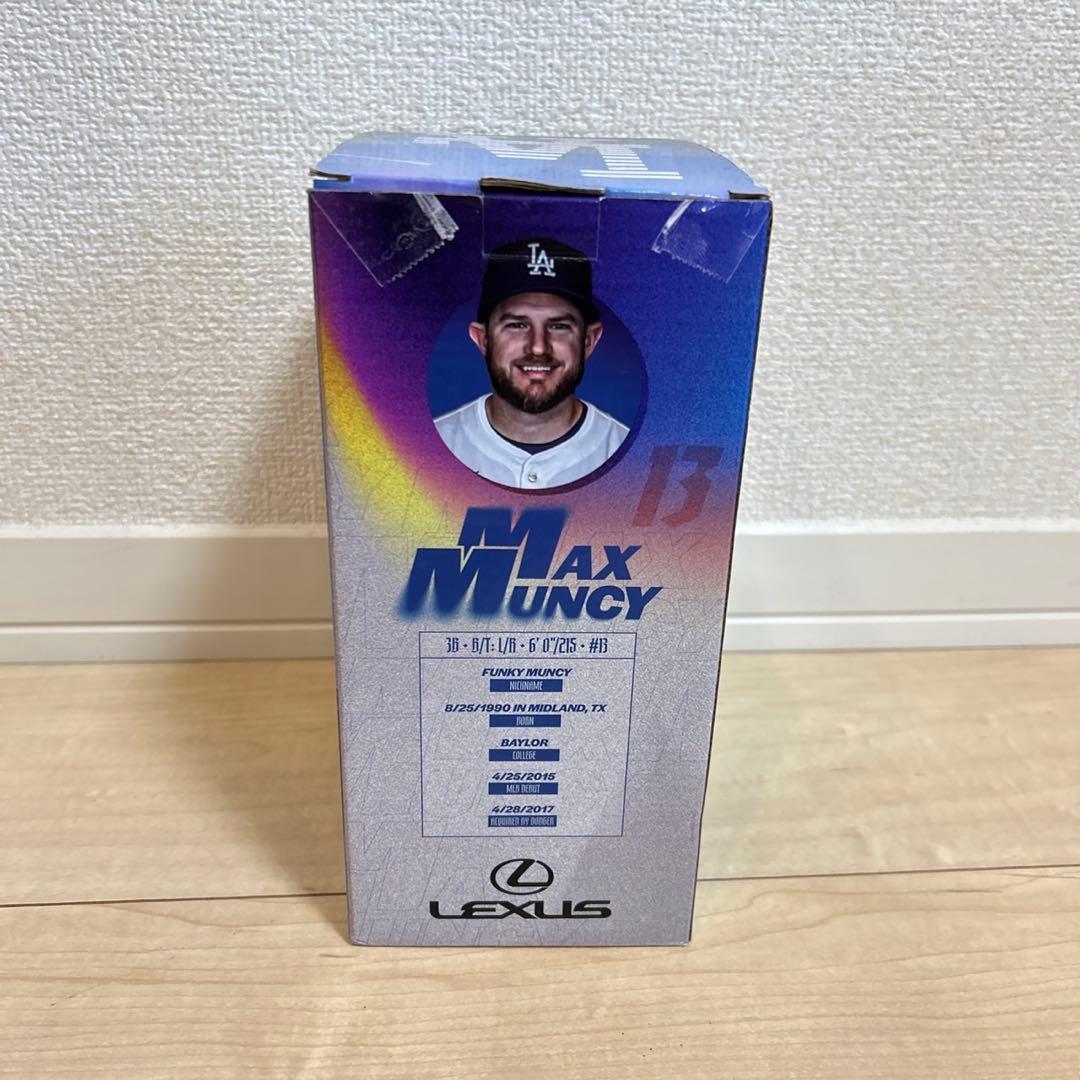 LA
13
MAX
MUNCY
3B • B/T: L/R • 6' 0"/215 • #13
FUNKY MUNCY
NICKNAME
8/25/1990 IN MIDLAND, TX
BORN
BAYLOR
COLLEGE
4/25/2015
MLB DEBUT
4/28/2017
ACQUIRED BY DODGER
LEXUS